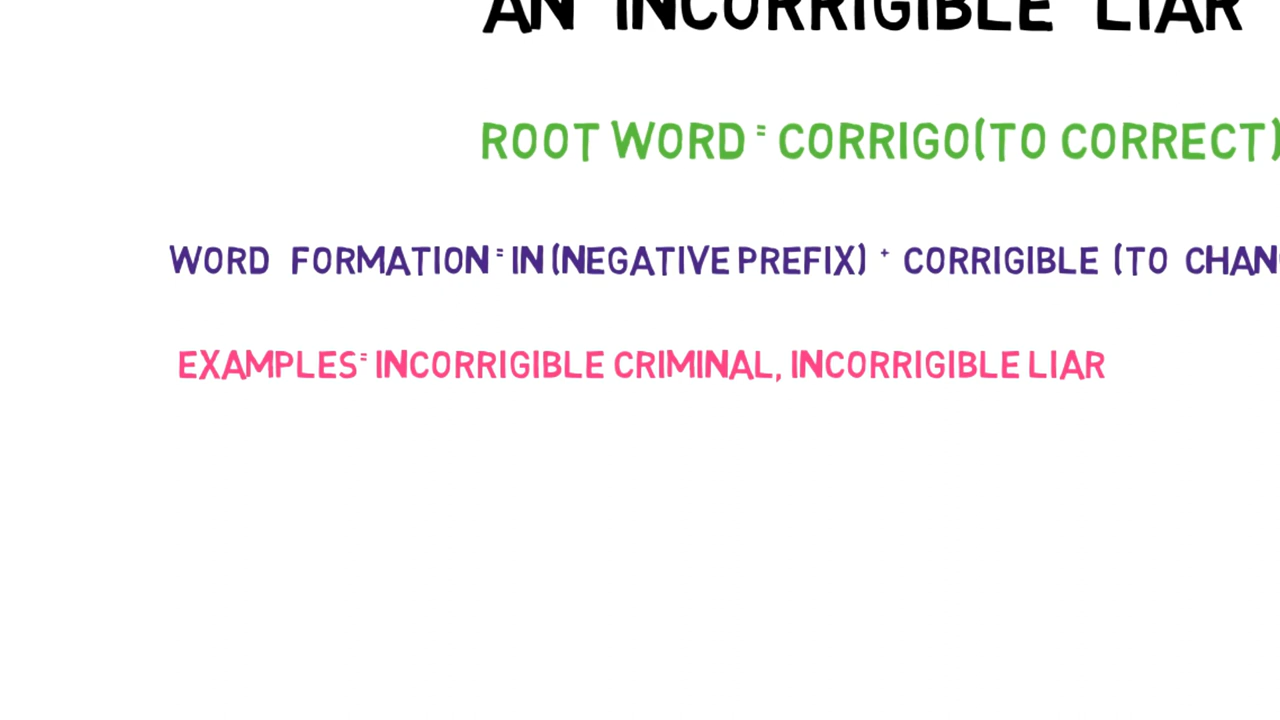 AN INCORRIGIBLE LIAR
ROOT WORD = CORRIGO(TO CORRECT)
WORD FORMATION = IN (NEGATIVE PREFIX) + CORRIGIBLE (TO
EXAMPLES = INCORRIGIBLE CRIMINAL, INCORRIGIBLE LIAR